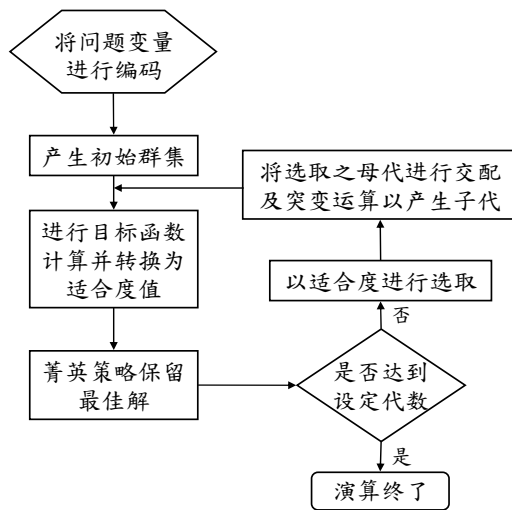 将问题变量
进行编码
产生初始群集
进行目标函数
计算并转换为
适合度值
菁英策略保留
最佳解
是否达到
设定代数
否
以适合度进行选取
将选取之母代进行交配
及突变运算以产生子代
是
演算终了